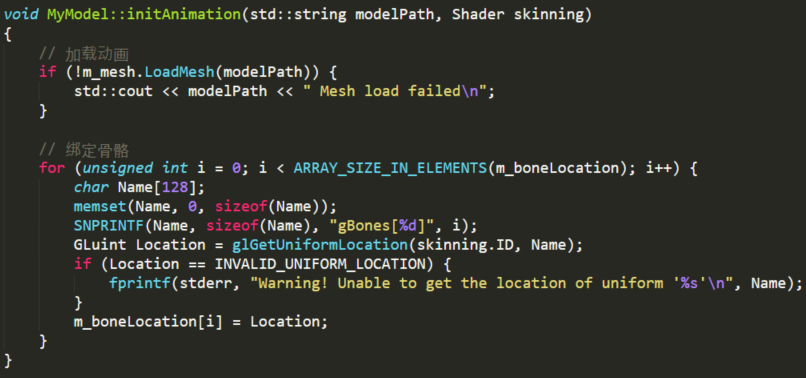 void MyModel::initAnimation(std::string modelPath, Shader skinning)
{
    // 加载动画
    if (!m_mesh.LoadMesh(modelPath)) {
        std::cout << modelPath << " Mesh load failed\n";
    }

    // 绑定骨骼
    for (unsigned int i = 0; i < ARRAY_SIZE_IN_ELEMENTS(m_boneLocation); i++) {
        char Name[128];
        memset(Name, 0, sizeof(Name));
        SNPRINTF(Name, sizeof(Name), "gBones[%d]", i);
        GLuint Location = glGetUniformLocation(skinning.ID, Name);
        if (Location == INVALID_UNIFORM_LOCATION) {
            fprintf(stderr, "Warning! Unable to get the location of uniform '%s'\n", Name);
        }
        m_boneLocation[i] = Location;
    }
}